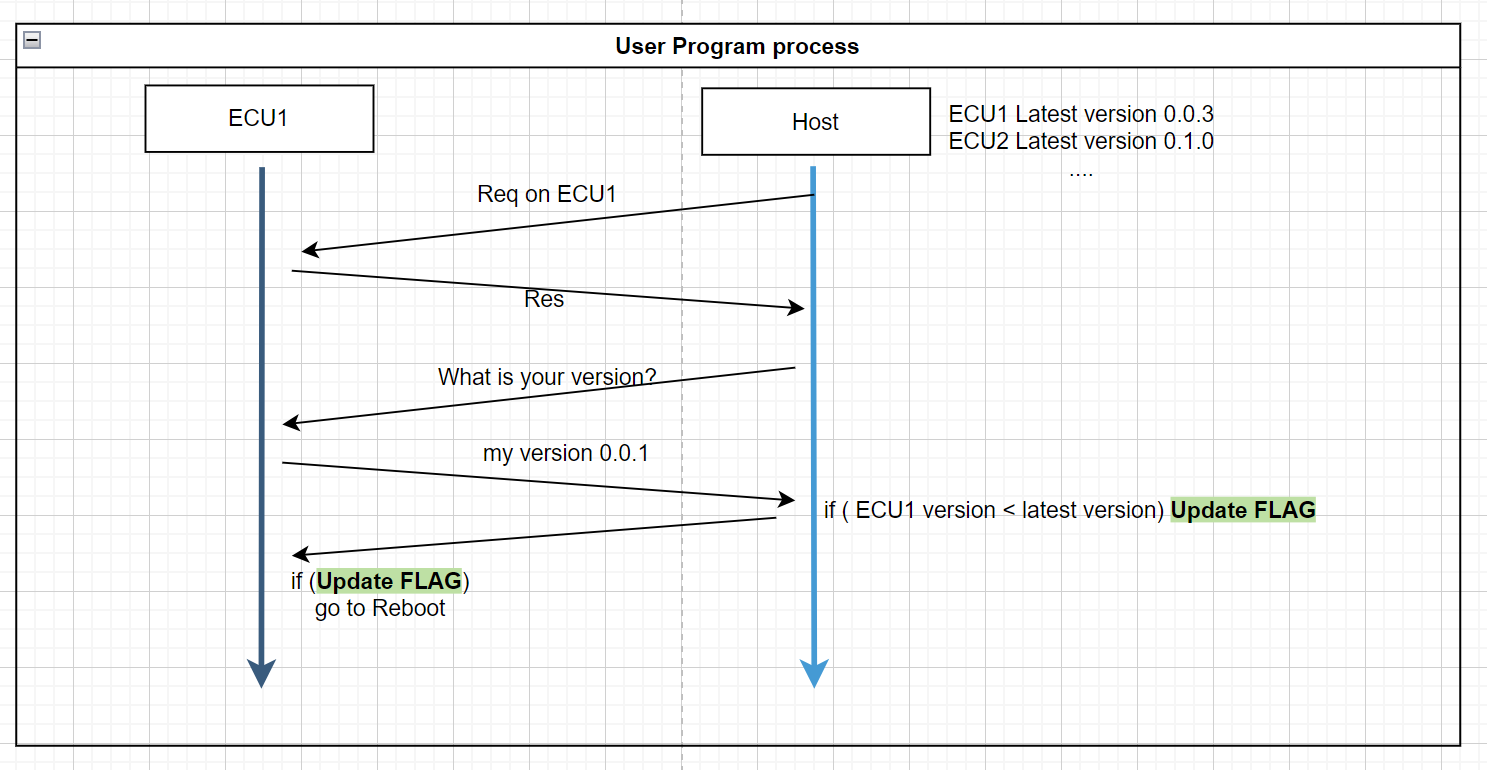 User Program process
ECU1
Host
ECU1 Latest version 0.0.3
ECU2 Latest version 0.1.0
....
Req on ECU1
Res
What is your version?
my version 0.0.1
if ( ECU1 version < latest version) Update FLAG
if (Update FLAG)
go to Reboot